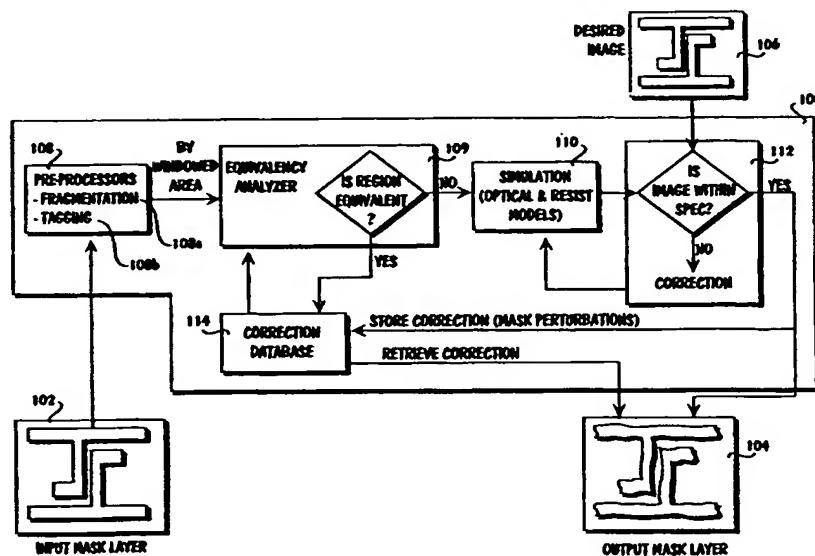 DESIRED
IMAGE
106
108
BY
WINDOWED
AREA
EQUIVALENCY
ANALYZER
109
110
112
PRE-PROCESSORS
- FRAGMENTATION
- TAGGING
108a
108b
IS REGION
EQUIVALENT
?
NO
YES
SIMULATION
(OPTICAL & RESIST
MODELS)
IS
IMAGE WITHIN
SPEC?
YES
NO
CORRECTION
114
CORRECTION
DATABASE
STORE CORRECTION (MASK PERTURBATIONS)
RETRIEVE CORRECTION
102
INPUT MASK LAYER
104
OUTPUT MASK LAYER